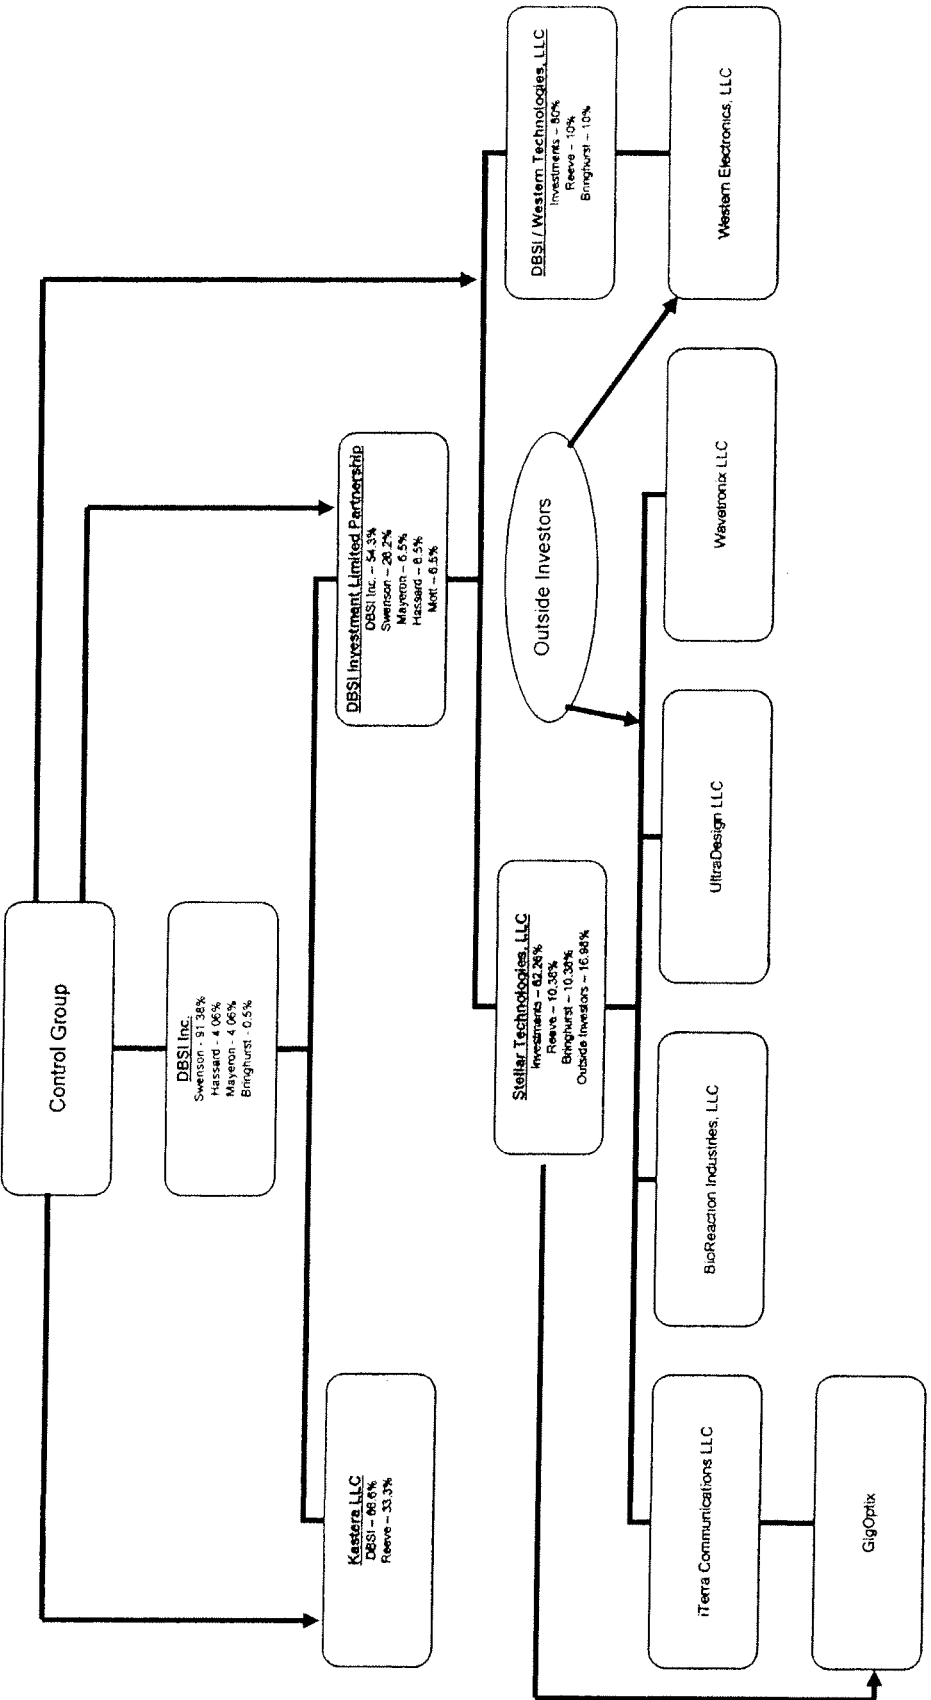 Control Group
DBSI Inc.
Swenson - 91.38%
Hassard - 4.06%
Mayeron - 4.06%
Bringhurst - 0.5%
Kastera LLC
DBSI – 66.6%
Reeve – 33.3%
DBSI Investment Limited Partnership
DBSI Inc. – 54.3%
Swenson – 26.2%
Mayeron – 6.5%
Hassard – 6.5%
Mott – 6.5%
Stellar Technologies, LLC
Investments – 62.26%
Reeve – 10.38%
Bringhurst – 10.38%
Outside Investors – 16.98%
Outside Investors
DBSI / Western Technologies, LLC
Investments – 80%
Reeve – 10%
Bringhurst – 10%
iTerra Communications LLC
BioReaction Industries, LLC
UltraDesign LLC
Wavetronix LLC
Western Electronics, LLC
GigOptix